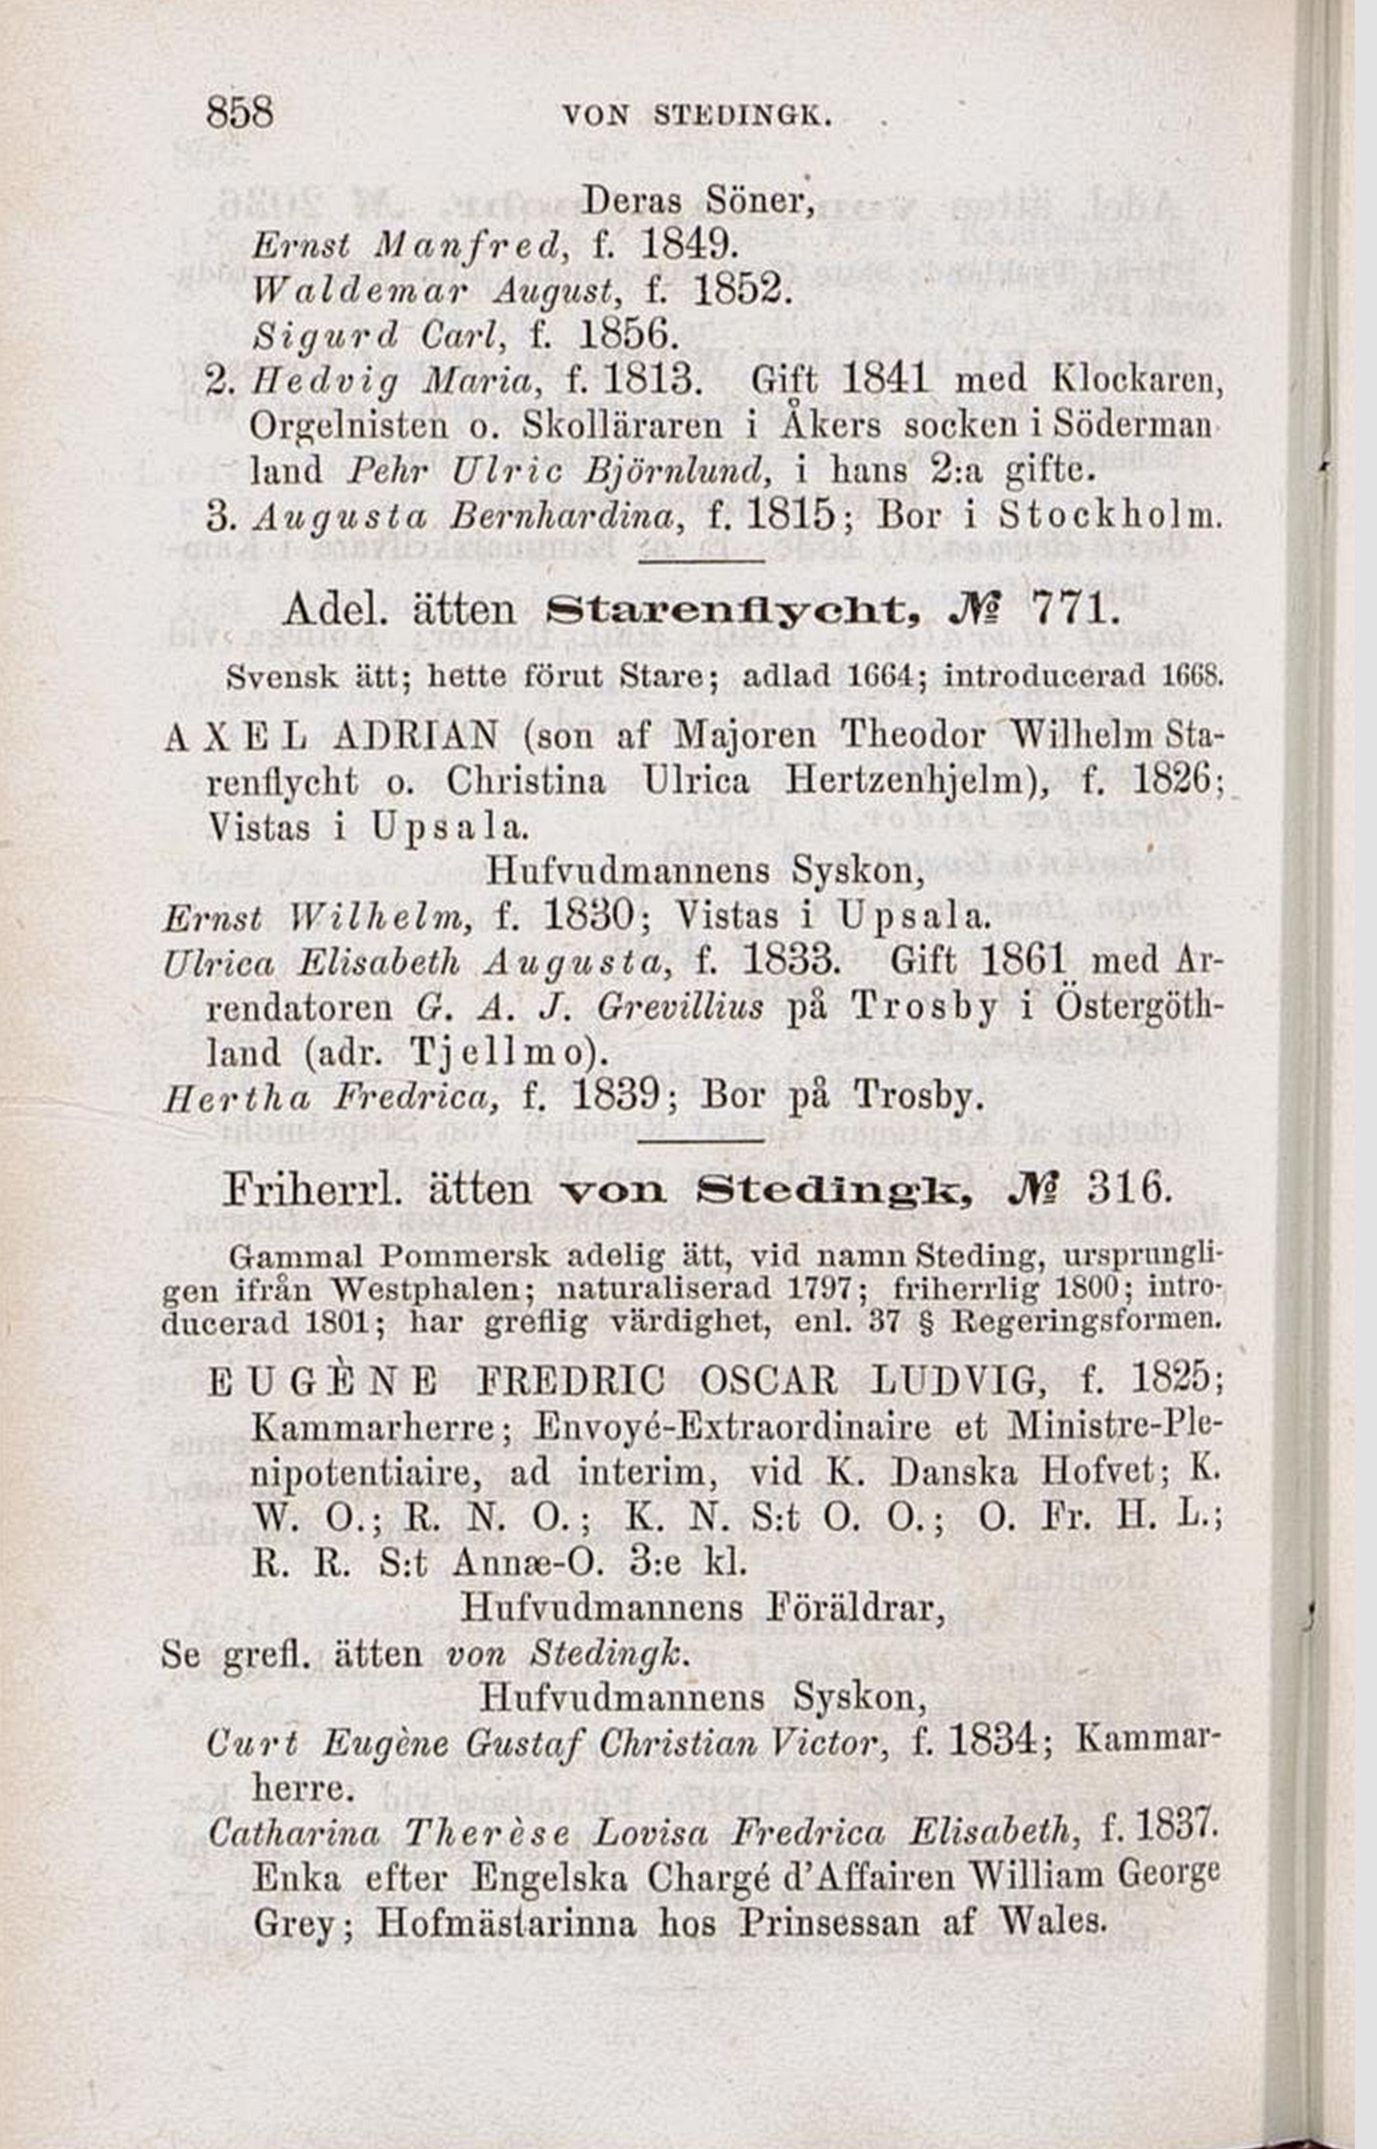 858
VON STEDINGK.
Deras Söner,
Ernst Manfred, f. 1849.
Waldemar August, f. 1852.
Sigurd Carl, f. 1856.
2. Hedvig Maria, f. 1813. Gift 1841 med Klockaren,
Orgelnisten o. Skolläraren i Åkers socken i Söderman
land Pehr Ulric Björnlund, i hans 2:a gifte.
3. Augusta Bernhardina, f. 1815; Bor i Stockholm.
Adel. ätten Starenflycht, № 771.
Svensk ätt; hette förut Stare; adlad 1664; introducerad 1668.
AXEL ADRIAN (son af Majoren Theodor Wilhelm Sta-
renflycht o. Christina Ulrica Hertzenhjelm), f. 1826;
Vistas i Upsala.
Hufvudmannens Syskon,
Ernst Wilhelm, f. 1830; Vistas i Upsala.
Ulrica Elisabeth Augusta, f. 1833. Gift 1861 med Ar-
rendatoren G. A. J. Grevillius på Trosby i Östergöth-
land (adr. Tjellmo).
Hertha Fredrica, f. 1839; Bor på Trosby.
Friherrl. ätten von Stedingk, № 316.
Gammal Pommersk adelig ätt, vid namn Steding, ursprungli-
gen ifrån Westphalen; naturaliserad 1797; friherrlig 1800; intro-
ducerad 1801; har greflig värdighet, enl. 37 § Regeringsformen.
EUGÈNE FREDRIC OSCAR LUDVIG, f. 1825;
Kammarherre; Envoyé-Extraordinaire et Ministre-Ple-
nipotentiaire, ad interim, vid K. Danska Hofvet; K.
W. O.; R. N. O.; K. N. S:t O. O.; O. Fr. H. L.;
R. R. S:t Annæ-O. 3:e kl.
Hufvudmannens Föräldrar,
Se grefl. ätten von Stedingk.
Hufvudmannens Syskon,
Curt Eugène Gustaf Christian Victor, f. 1834; Kammar-
herre.
Catharina Therèse Lovisa Fredrica Elisabeth, f. 1837.
Enka efter Engelska Chargé d'Affairen William George
Grey; Hofmästarinna hos Prinsessan af Wales.